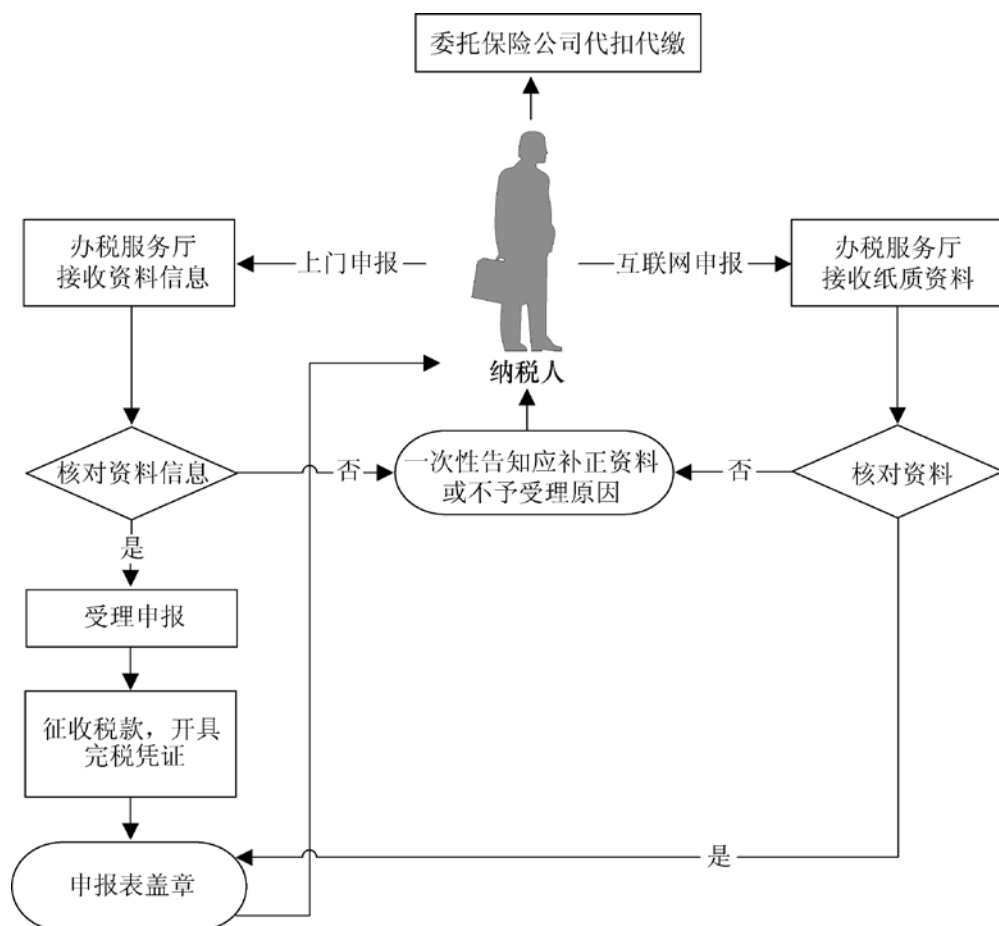 委托保险公司代扣代缴
办税服务厅
接收资料信息
上门申报
互联网申报
办税服务厅
接收纸质资料
纳税人
核对资料信息
否
一次性告知应补正资料
或不予受理原因
否
核对资料
是
受理申报
征收税款，开具
完税凭证
是
申报表盖章